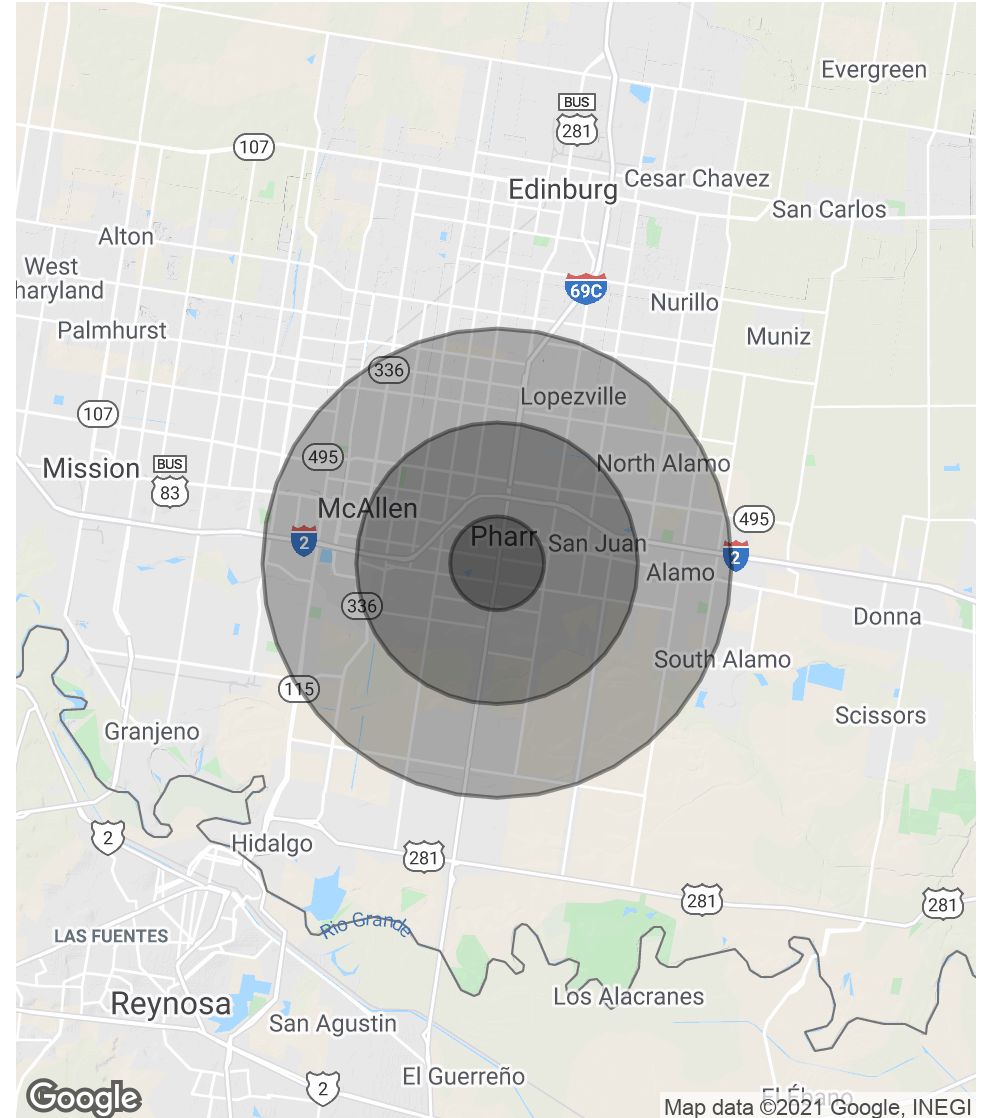 Evergreen
BUS
281
107
Edinburg
Cesar Chavez
San Carlos
Alton
West
haryland
69C
Nurillo
Palmhurst
Muniz
336
Lopezville
107
495
North Alamo
Mission
BUS
83
McAllen
495
2
Pharr
San Juan
2
Alamo
336
Donna
South Alamo
115
Scissors
Granjeno
2
Hidalgo
281
281
281
Rio Grande
LAS FUENTES
Reynosa
Los Alacranes
San Agustin
El Guerreño
2
El Ébano
Google
Map data ©2021 Google, INEGI